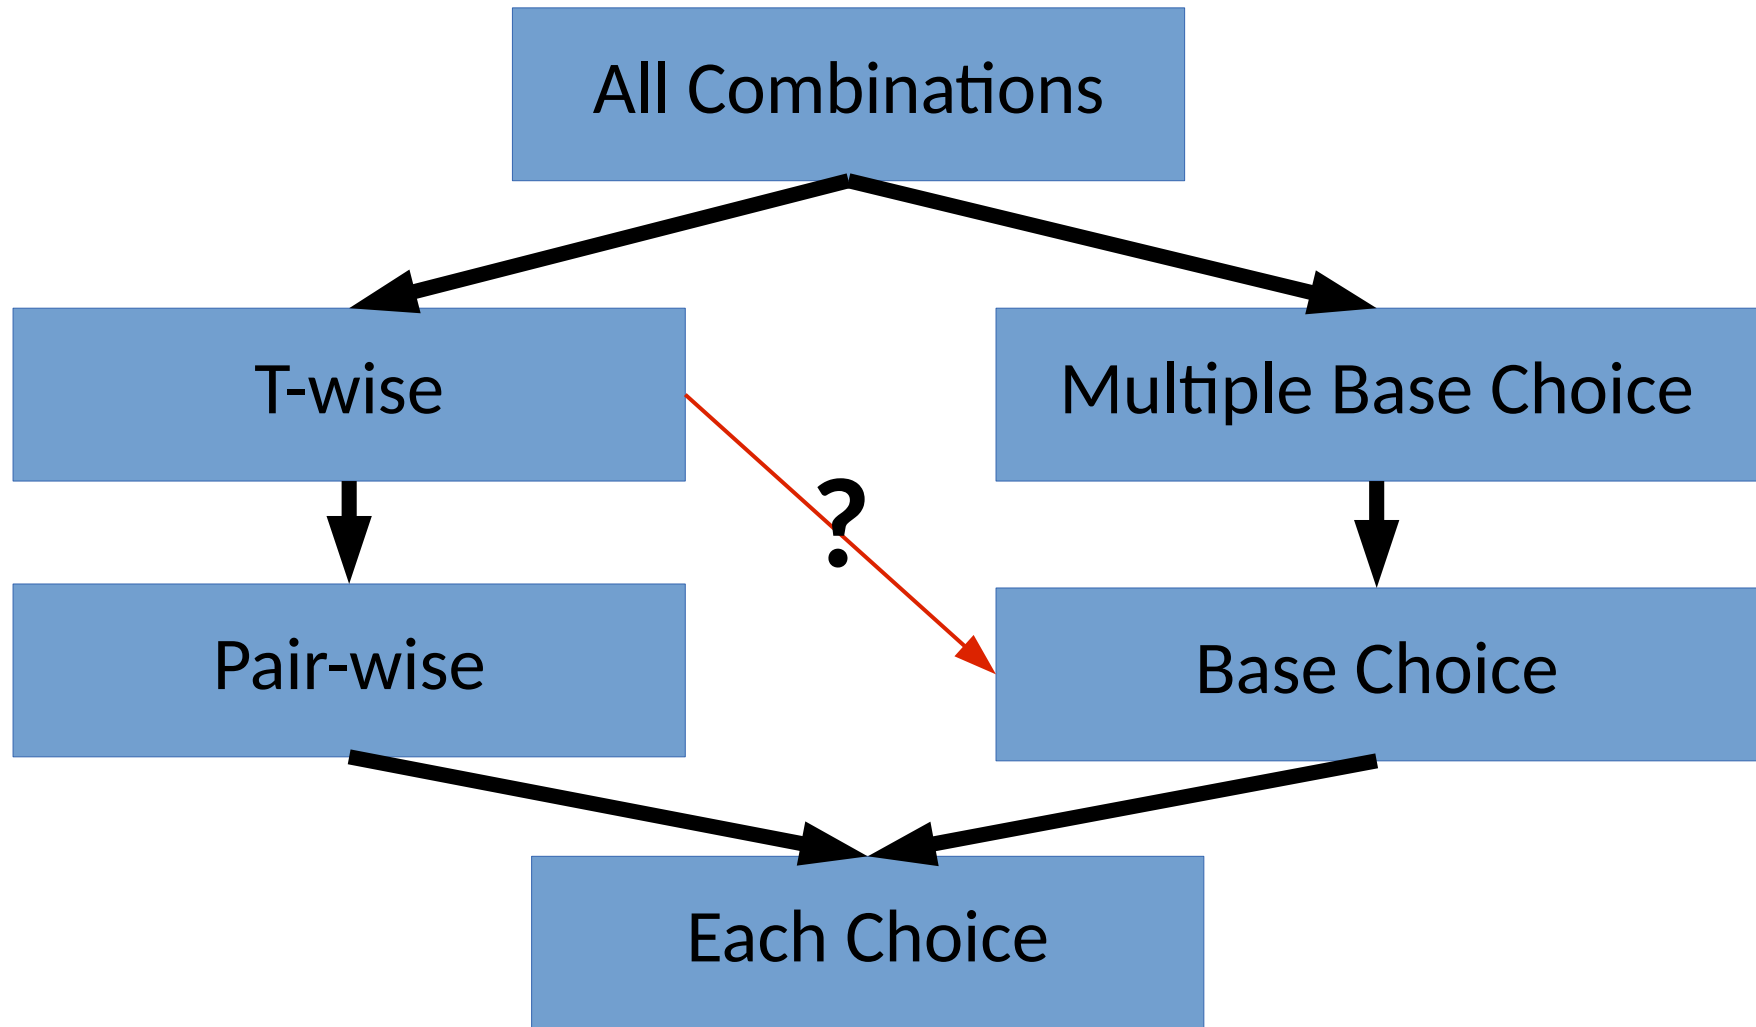 All Combinations
T-wise
Multiple Base Choice
?
Pair-wise
Base Choice
Each Choice